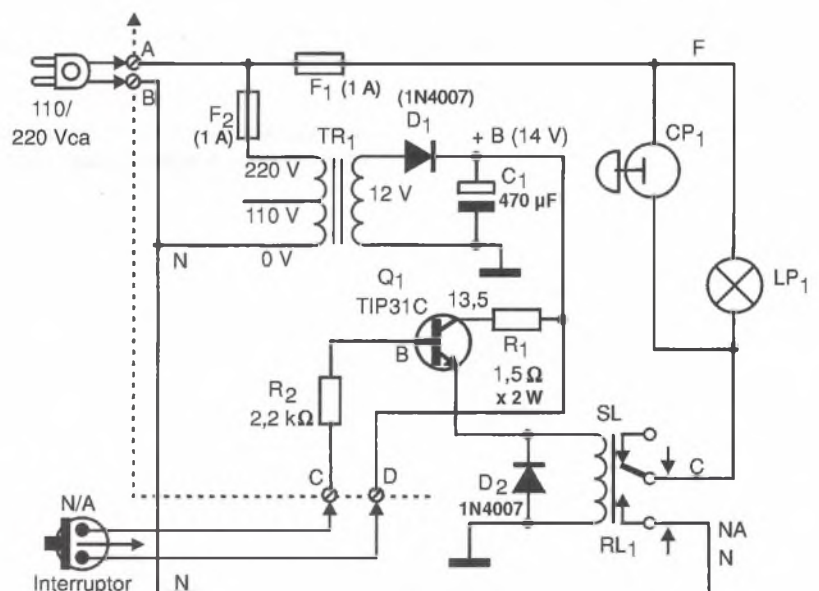 A
F
B
110/
220 Vca
F1 (1 A)
F2
(1 A)
TR1
(1N4007)
D1
+ B (14 V)
CP1
220 V
12 V
C1
470 µF
110 V
N
0 V
LP1
Q1
TIP31C
13,5
B
R1
1,5 Ω
x 2 W
R2
2,2 kΩ
SL
C
D
C
N/A
D2
1N4007
RL1
NA
N
Interruptor
N